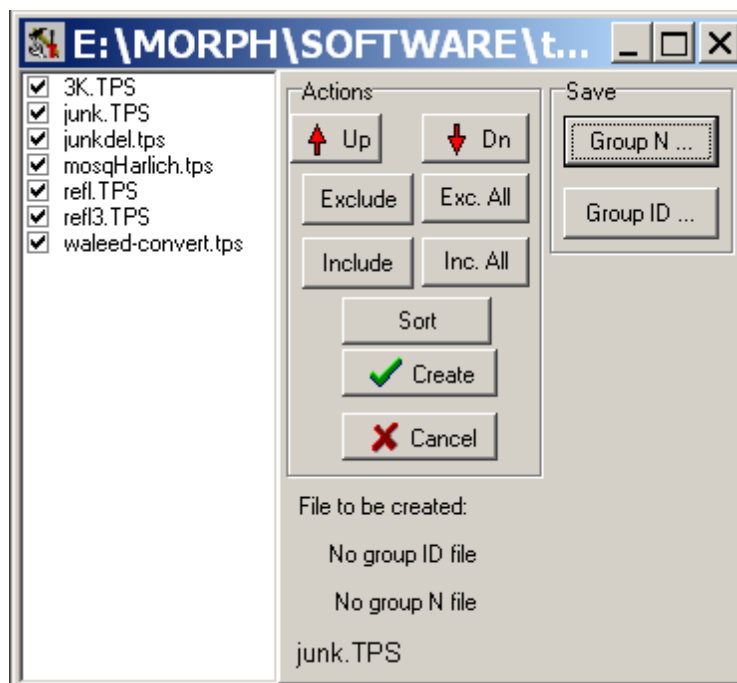 E:\MORPH\SOFTWARE\t...
3K.TPS
junk.TPS
junkdel.tps
mosqHarlich.tps
refl.TPS
refl3.TPS
waleed-convert.tps
Actions
Up
Dn
Exclude
Exc. All
Include
Inc. All
Sort
Create
Cancel
Save
Group N ...
Group ID ...
File to be created:
No group ID file
No group N file
junk.TPS